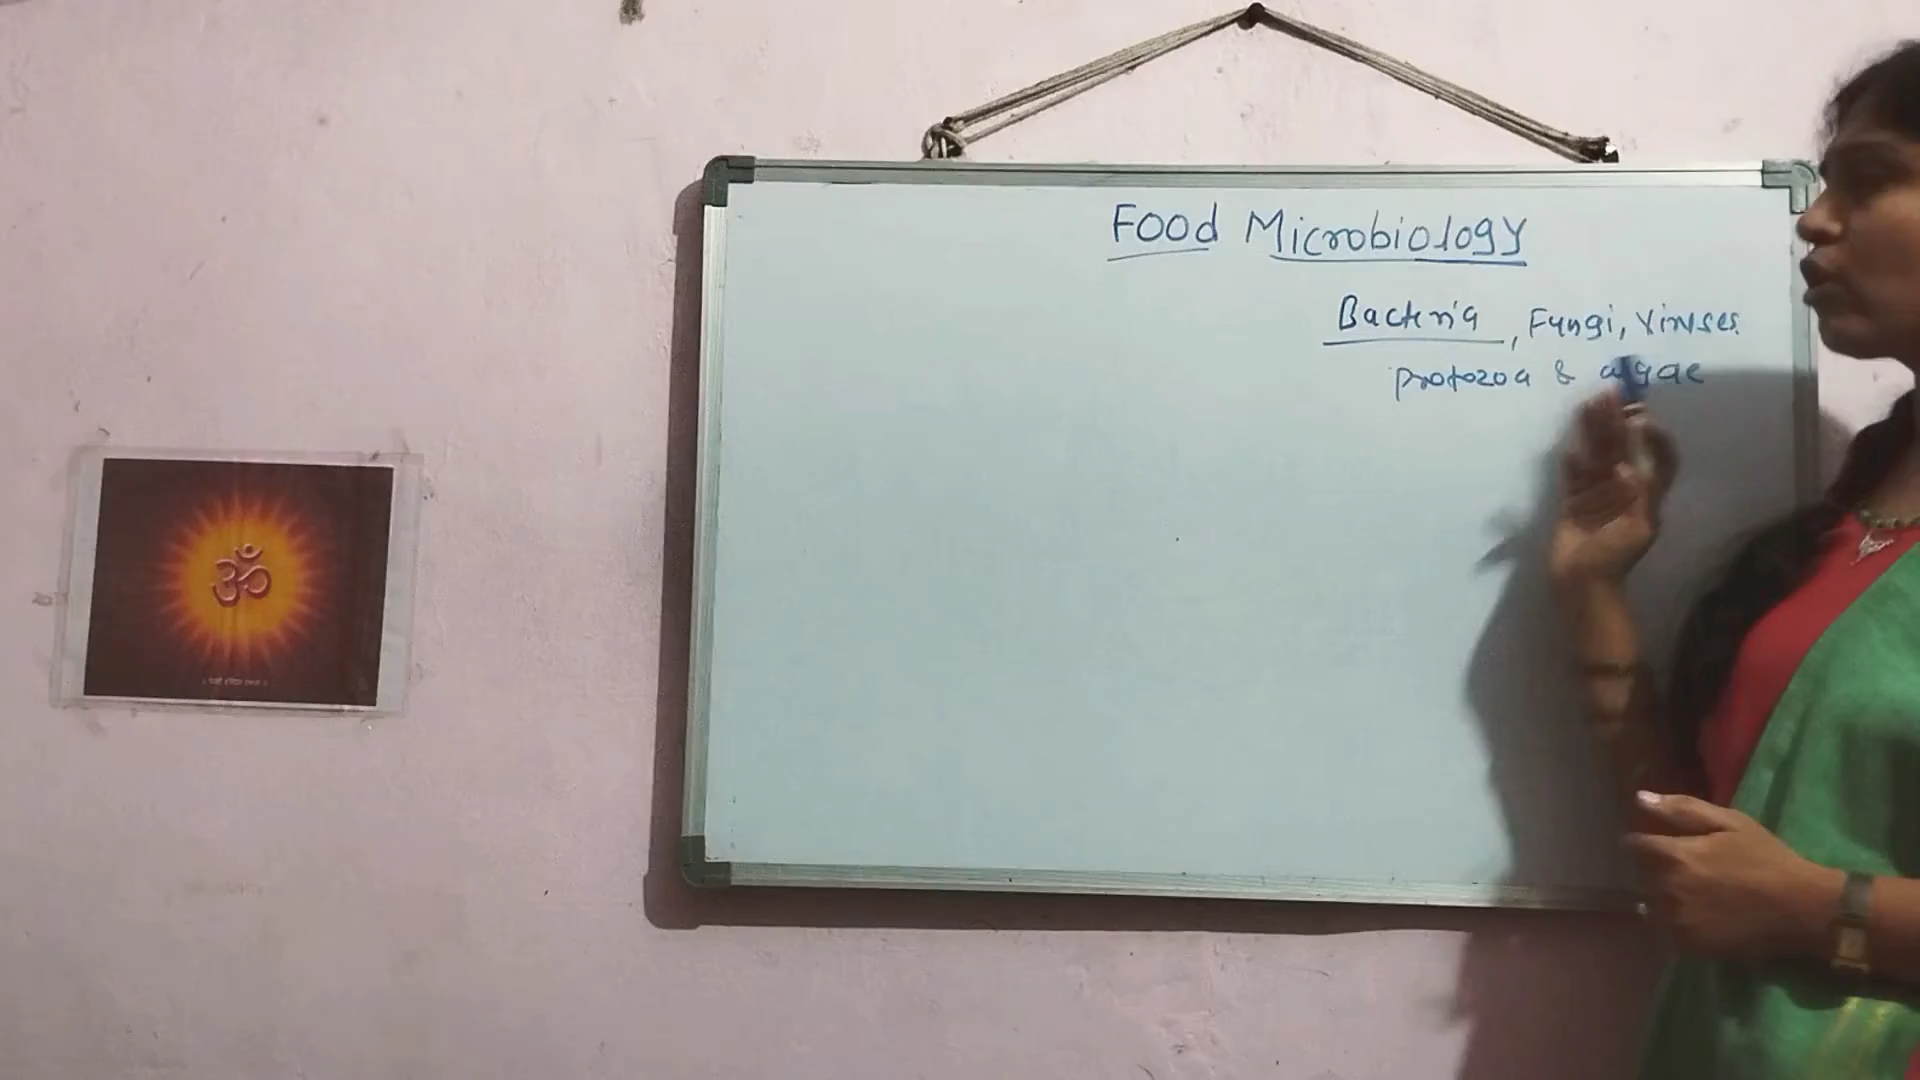 Food Microbiology
Bacteria, Fungi, Viruses
protozoa & algae
ॐ